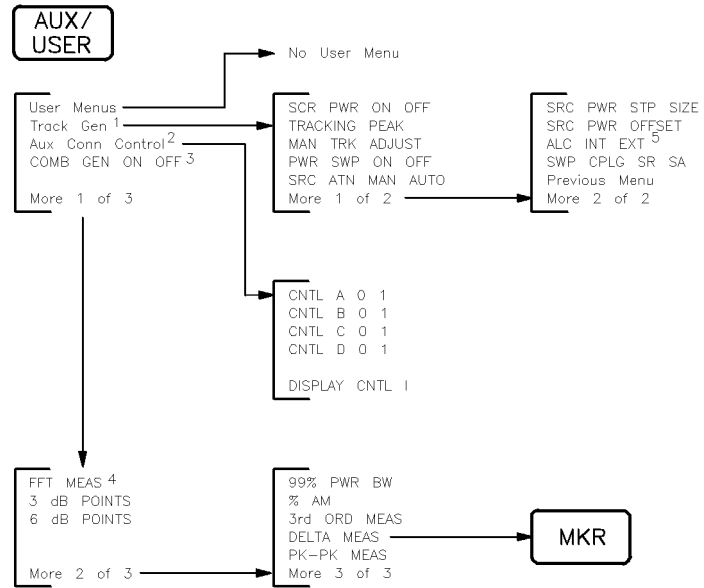 AUX/
USER
No User Menu
User Menus
Track Gen 1
Aux Conn Control 2
COMB GEN ON OFF 3
More 1 of 3
SCR PWR ON OFF
TRACKING PEAK
MAN TRK ADJUST
PWR SWP ON OFF
SRC ATN MAN AUTO
More 1 of 2
SRC PWR STP SIZE
SRC PWR OFFSET
ALC INT EXT 5
SWP CPLG SR SA
Previous Menu
More 2 of 2
CNTL A 0 1
CNTL B 0 1
CNTL C 0 1
CNTL D 0 1
DISPLAY CNTL I
FFT MEAS 4
3 dB POINTS
6 dB POINTS
More 2 of 3
99% PWR BW
% AM
3rd ORD MEAS
DELTA MEAS
PK-PK MEAS
More 3 of 3
MKR